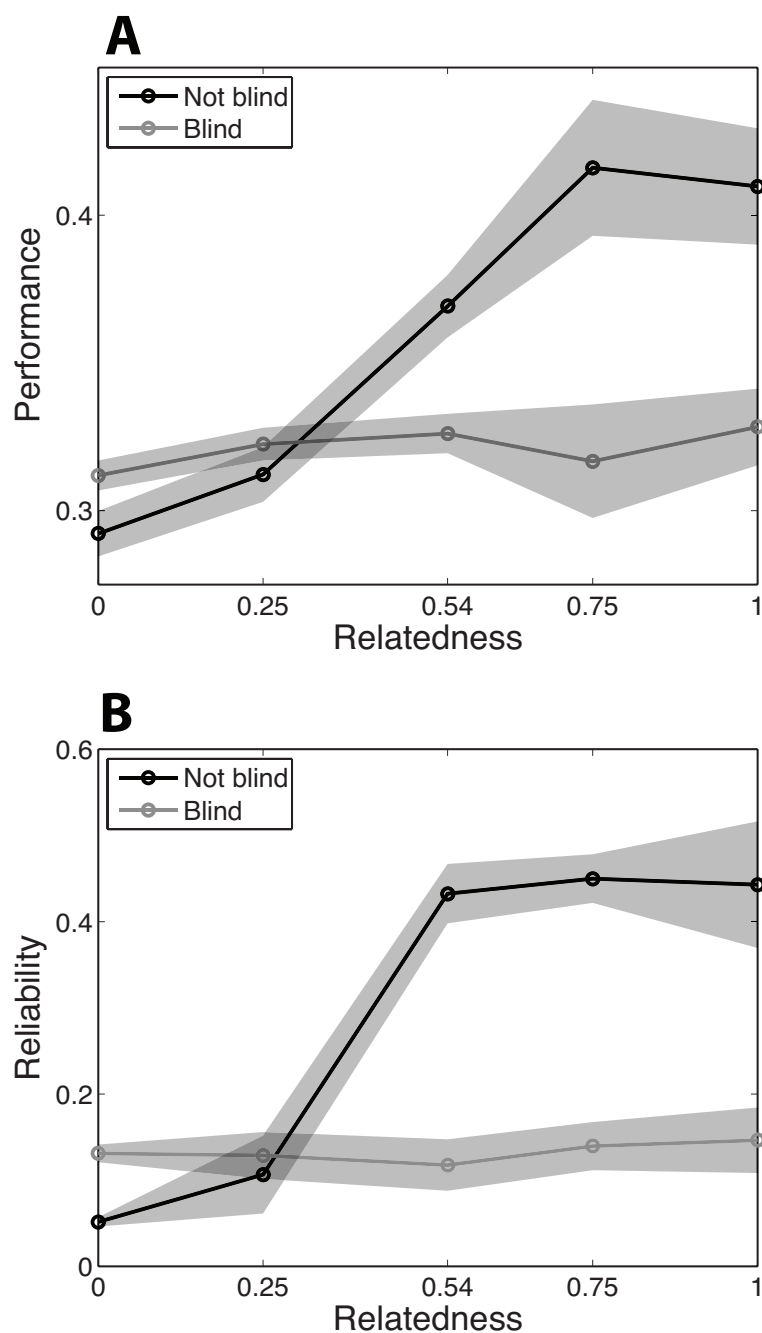 A
Not blind
Blind
0.4
0.3
Performance
0 0.25 0.54 0.75 1
Relatedness
B
0.6
Not blind
Blind
0.4
0.2
0
Reliability
0 0.25 0.54 0.75 1
Relatedness